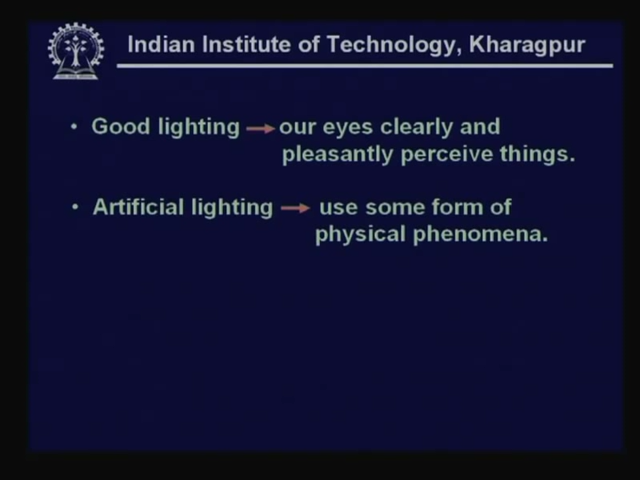 Indian Institute of Technology, Kharagpur
• Good lighting → our eyes clearly and
pleasantly perceive things.
• Artificial lighting → use some form of
physical phenomena.